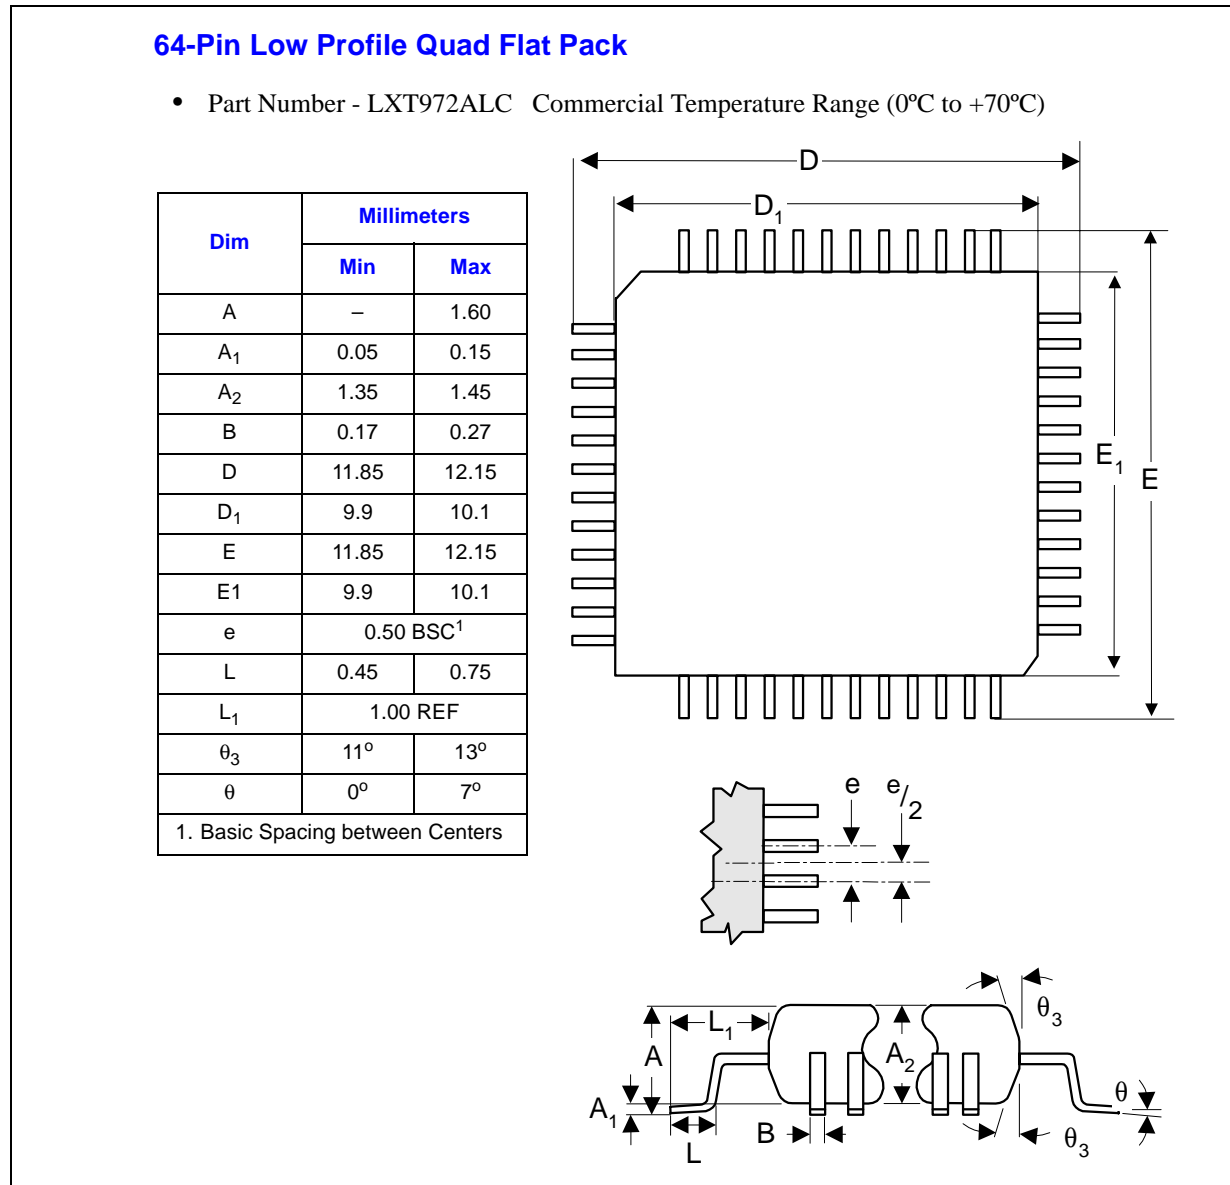 64-Pin Low Profile Quad Flat Pack
• Part Number - LXT972ALC Commercial Temperature Range (0ºC to +70ºC)
Dim Millimeters
Min Max
A – 1.60
A1 0.05 0.15
A2 1.35 1.45
B 0.17 0.27
D 11.85 12.15
D1 9.9 10.1
E 11.85 12.15
E1 9.9 10.1
e 0.50 BSC1
L 0.45 0.75
L1 1.00 REF
θ3 11o 13o
θ 0o 7o
1. Basic Spacing between Centers
D
D1
E1
E
e
e/2
L1
A
A2
θ3
A1
L
B
θ
θ3